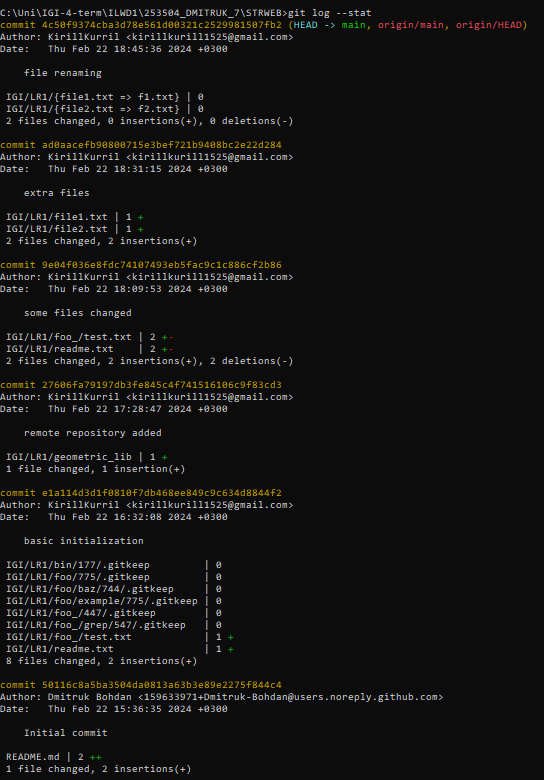 C:\Uni\IGI-4-term\ILWD1\253504_DMITRUK_7\STRWEB>git log --stat
commit 4c50f9374cba3d78e561d00321c2529981507fb2 (HEAD -> main, origin/main, origin/HEAD)
Author: KirillKurril <kirillkurill1525@gmail.com>
Date:   Thu Feb 22 18:45:36 2024 +0300

    file renaming

 IGI/LR1/{file1.txt => f1.txt} | 0
 IGI/LR1/{file2.txt => f2.txt} | 0
 2 files changed, 0 insertions(+), 0 deletions(-)

commit ad0aacefb90800715e3bef721b9408bc2e22d284
Author: KirillKurril <kirillkurill1525@gmail.com>
Date:   Thu Feb 22 18:31:15 2024 +0300

    extra files

 IGI/LR1/file1.txt | 1 +
 IGI/LR1/file2.txt | 1 +
 2 files changed, 2 insertions(+)

commit 9e04f036e8fdc74107493eb5fac9c1c886cf2b86
Author: KirillKurril <kirillkurill1525@gmail.com>
Date:   Thu Feb 22 18:09:53 2024 +0300

    some files changed

 IGI/LR1/foo_/test.txt | 2 +-
 IGI/LR1/readme.txt    | 2 +-
 2 files changed, 2 insertions(+), 2 deletions(-)

commit 27606fa79197db3fe845c4f741516106c9f83cd3
Author: KirillKurril <kirillkurill1525@gmail.com>
Date:   Thu Feb 22 17:28:47 2024 +0300

    remote repository added

 IGI/LR1/geometric_lib | 1 +
 1 file changed, 1 insertion(+)

commit e1a114d3d1f0810f7db468ee849c9c634d8844f2
Author: KirillKurril <kirillkurill1525@gmail.com>
Date:   Thu Feb 22 16:32:08 2024 +0300

    basic initialization

 IGI/LR1/bin/177/.gitkeep         | 0
 IGI/LR1/foo/775/.gitkeep         | 0
 IGI/LR1/foo/baz/744/.gitkeep     | 0
 IGI/LR1/foo/example/775/.gitkeep | 0
 IGI/LR1/foo_/447/.gitkeep        | 0
 IGI/LR1/foo_/grep/547/.gitkeep   | 0
 IGI/LR1/foo_/test.txt            | 1 +
 IGI/LR1/readme.txt               | 1 +
 8 files changed, 2 insertions(+)

commit 50116c8a5ba3504da0813a63b3e89e2275f844c4
Author: Dmitruk Bohdan <159633971+Dmitruk-Bohdan@users.noreply.github.com>
Date:   Thu Feb 22 15:36:35 2024 +0300

    Initial commit

 README.md | 2 ++
 1 file changed, 2 insertions(+)